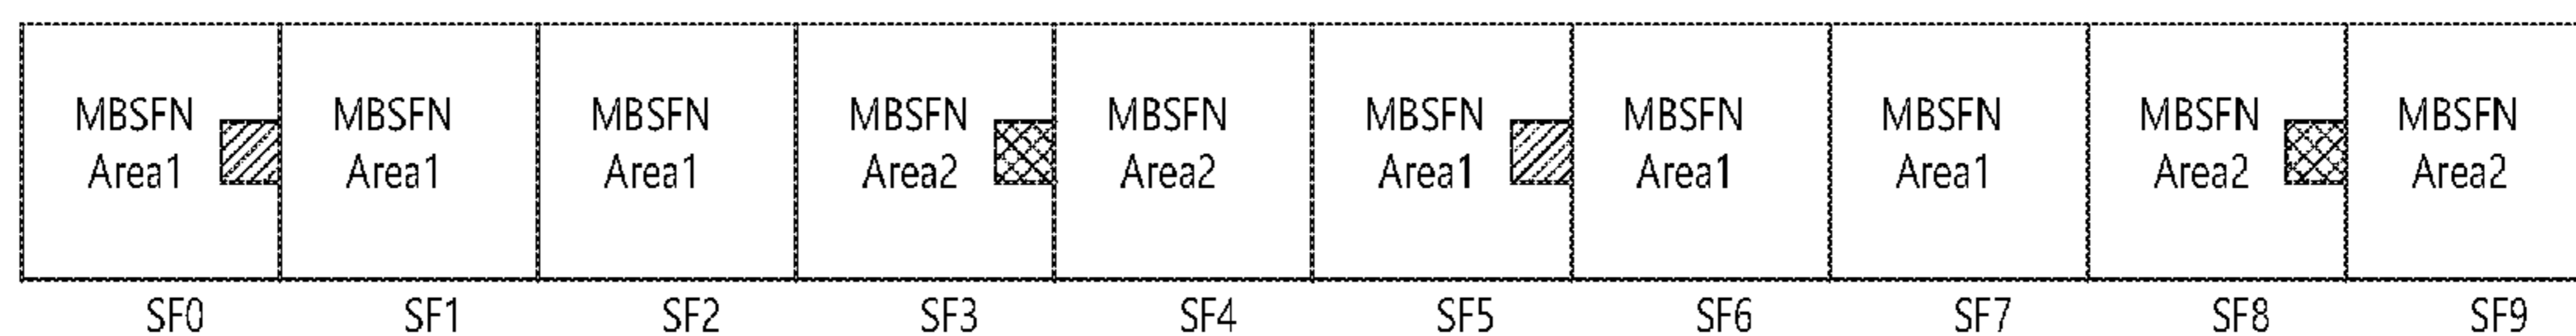 MBSFN MBSFN MBSFN MBSFN MBSFN MBSFN MBSFN MBSFN MBSFN MBSFN
Area1 Area1 Area1 Area2 Area2 Area1 Area1 Area1 Area2 Area2
SF0 SF1 SF2 SF3 SF4 SF5 SF6 SF7 SF8 SF9